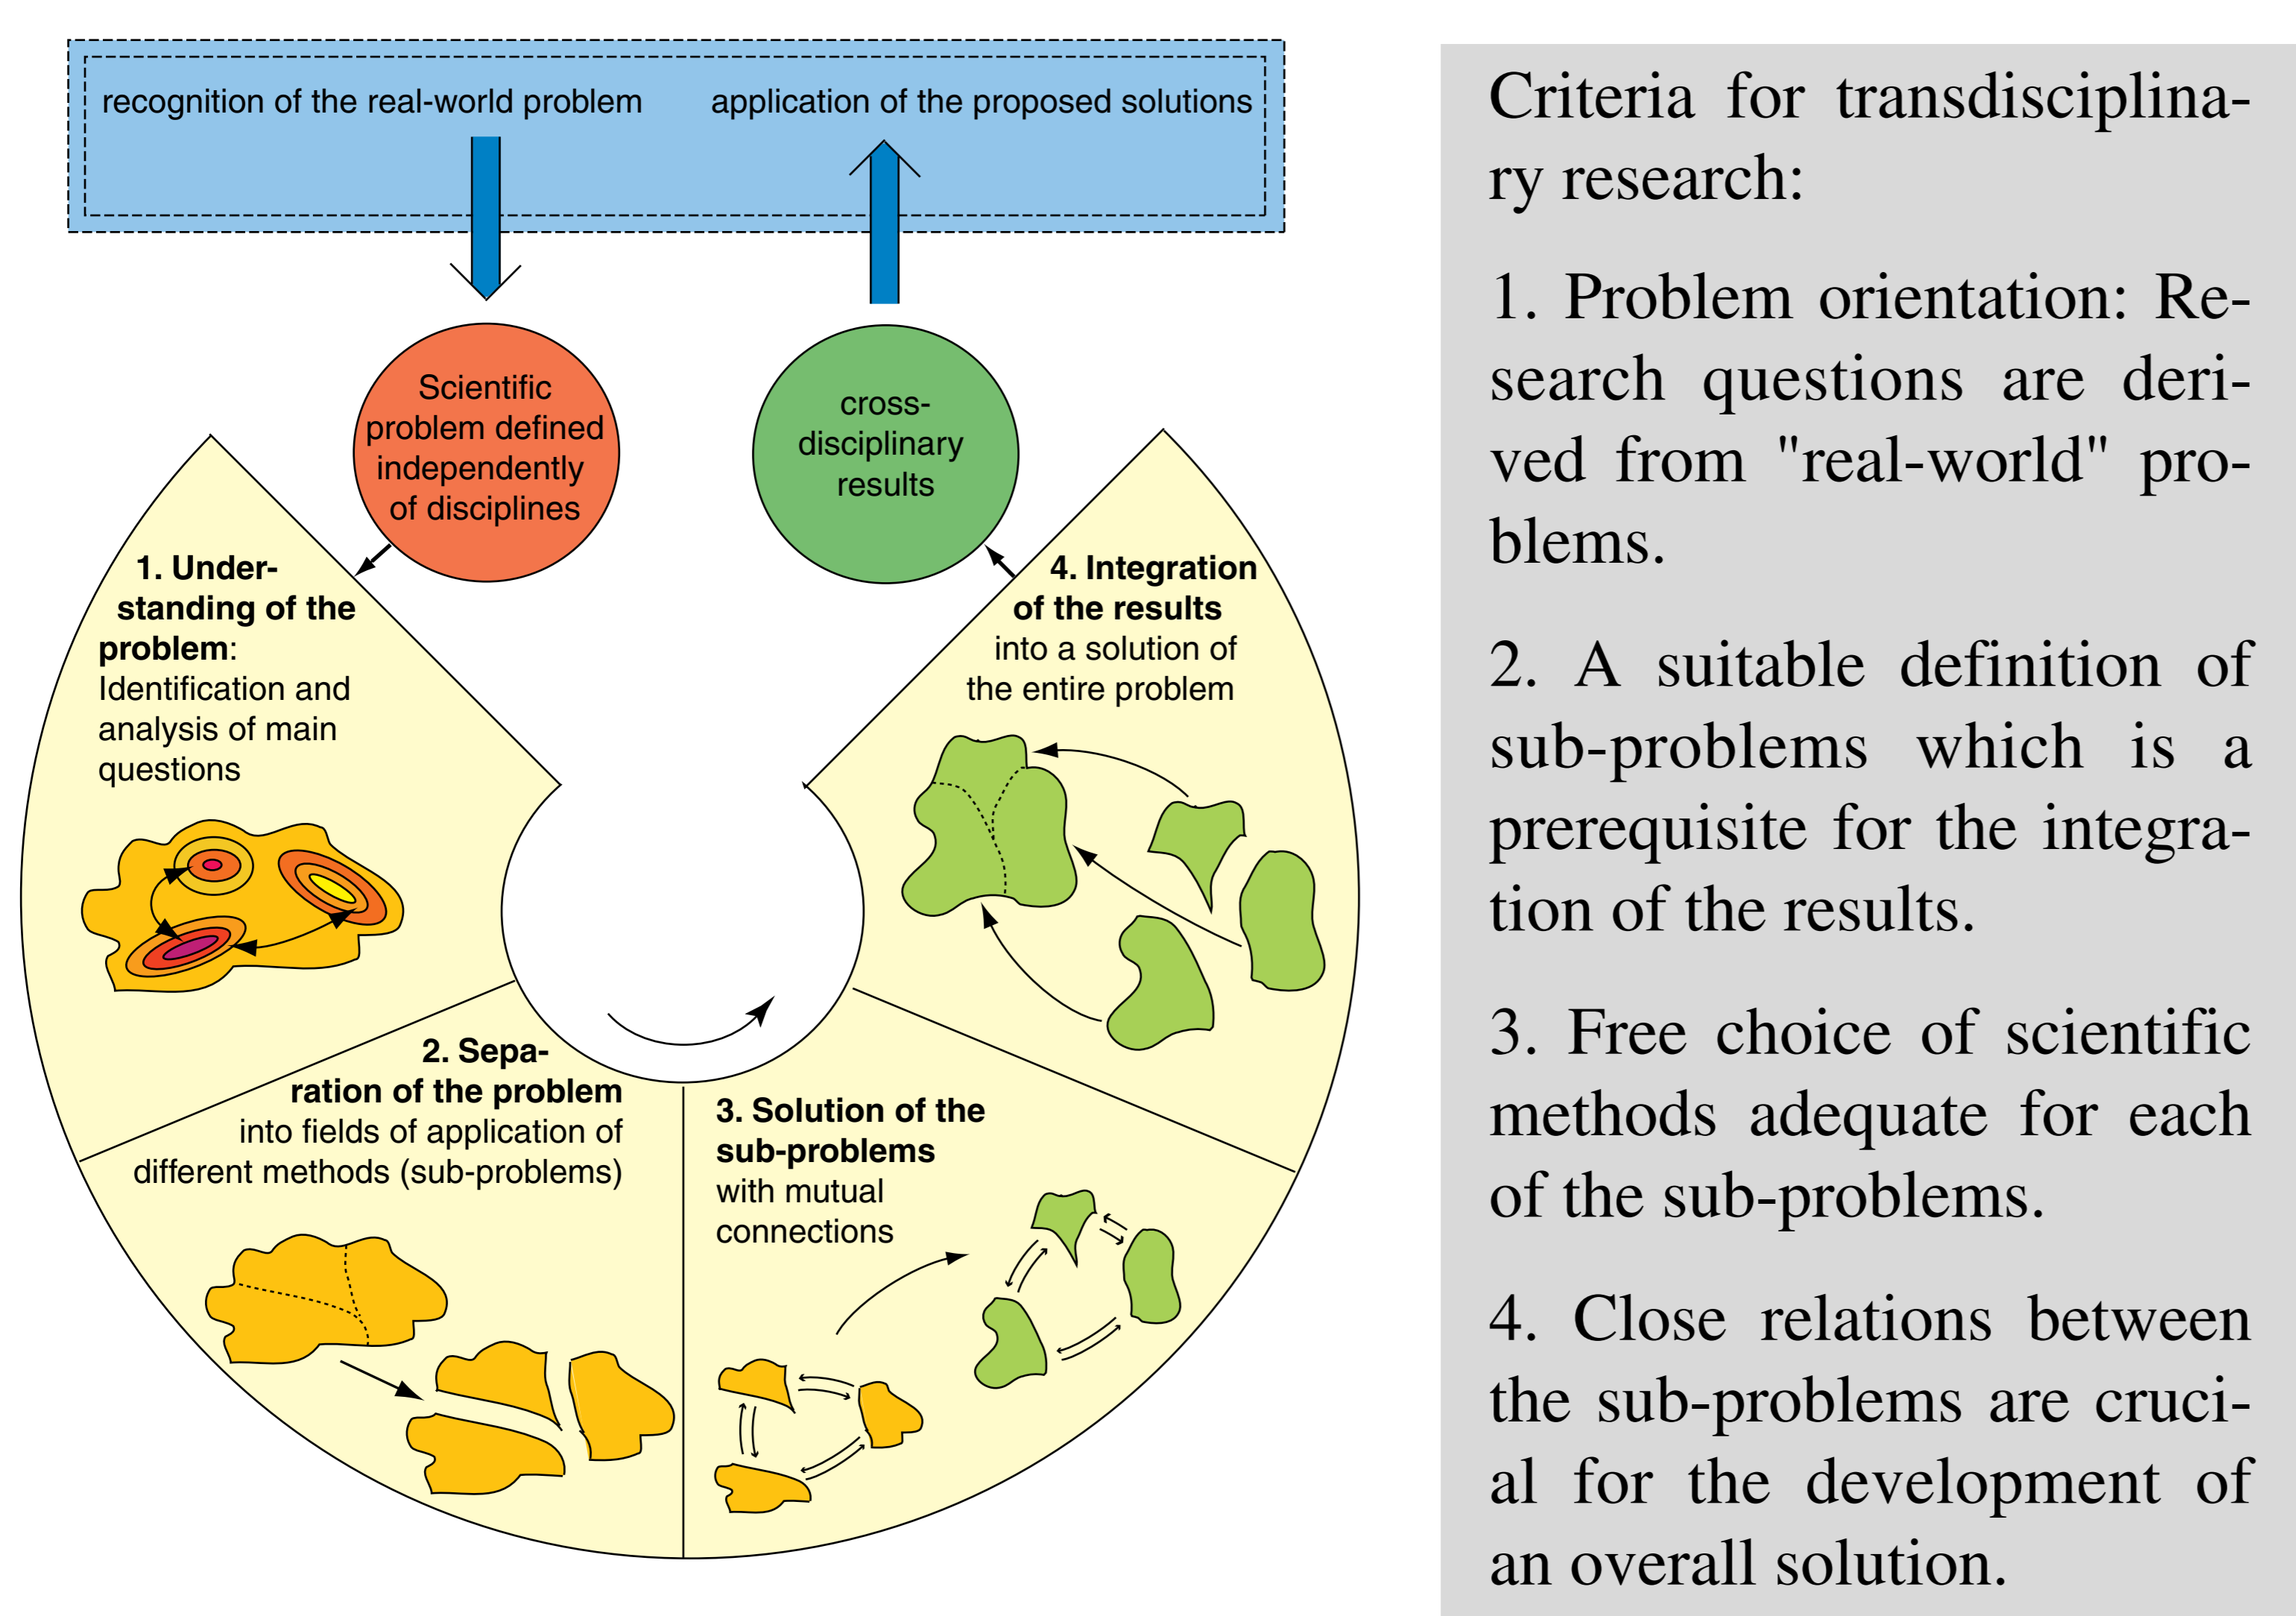 recognition of the real-world problem
application of the proposed solutions
Scientific
problem defined
independently
of disciplines
cross-
disciplinary
results
1. Under-
standing of the
problem:
Identification and
analysis of main
questions
2. Sepa-
ration of the problem
into fields of application of
different methods (sub-problems)
3. Solution of the
sub-problems
with mutual
connections
4. Integration
of the results
into a solution of
the entire problem
Criteria for transdisciplina-
ry research:
1. Problem orientation: Re-
search questions are deri-
ved from "real-world" pro-
blems.
2. A suitable definition of
sub-problems which is a
prerequisite for the integra-
tion of the results.
3. Free choice of scientific
methods adequate for each
of the sub-problems.
4. Close relations between
the sub-problems are cruci-
al for the development of
an overall solution.